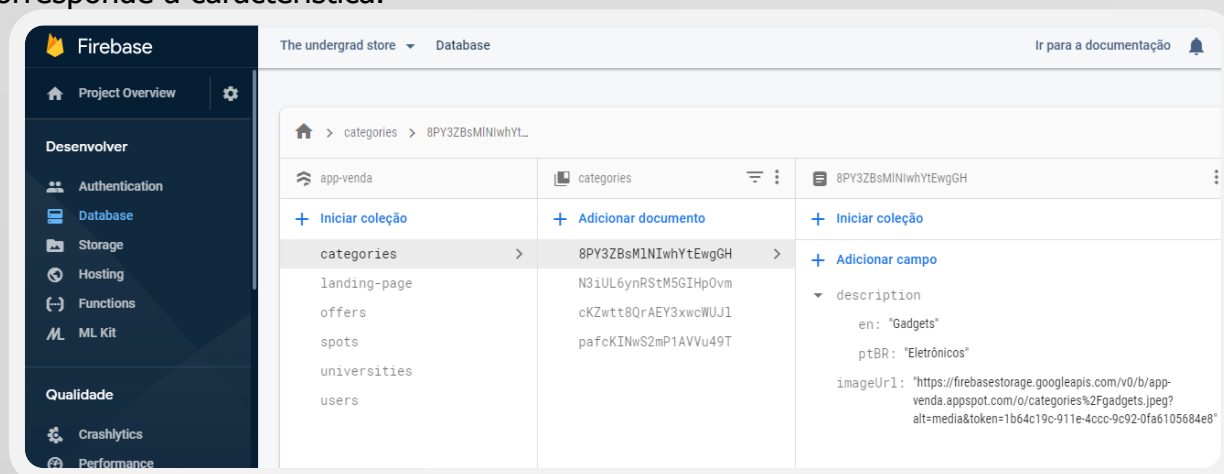 orresponde a característica.
Firebase
Project Overview
Desenvolver
Authentication
Database
Storage
Hosting
Functions
ML Kit
Qualidade
Crashlytics
Performance
The undergrad store Database Ir para a documentação
> categories > 8PY3ZBsMlNIwhYt...
app-venda
+ Iniciar coleção
categories >
landing-page
offers
spots
universities
users
categories
+ Adicionar documento
8PY3ZBsMlNIwhYtEwgGH >
N3iUL6ynRStM5GIHpOvm
cKZwtt8QrAEY3xwcWUJl
pafcKINwS2mP1AVVu49T
8PY3ZBsMlNIwhYtEwgGH
+ Iniciar coleção
+ Adicionar campo
description
en: "Gadgets"
ptBR: "Eletrônicos"
imageUrl: "https://firebasestorage.googleapis.com/v0/b/app-
venda.appspot.com/o/categories%2Fgadgets.jpeg?
alt=media&token=1b64c19c-911e-4ccc-9c92-0fa6105684e8"